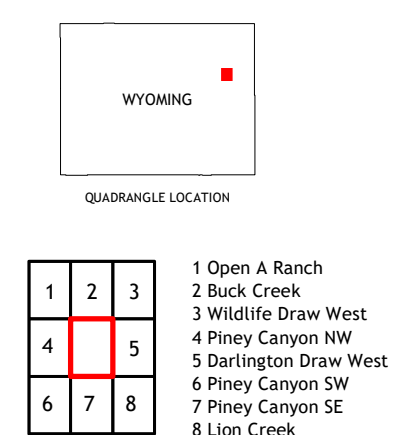 WYOMING
QUADRANGLE LOCATION
1 2 3
4 5
6 7 8
1 Open A Ranch
2 Buck Creek
3 Wildlife Draw West
4 Piney Canyon NW
5 Darlington Draw West
6 Piney Canyon SW
7 Piney Canyon SE
8 Lion Creek